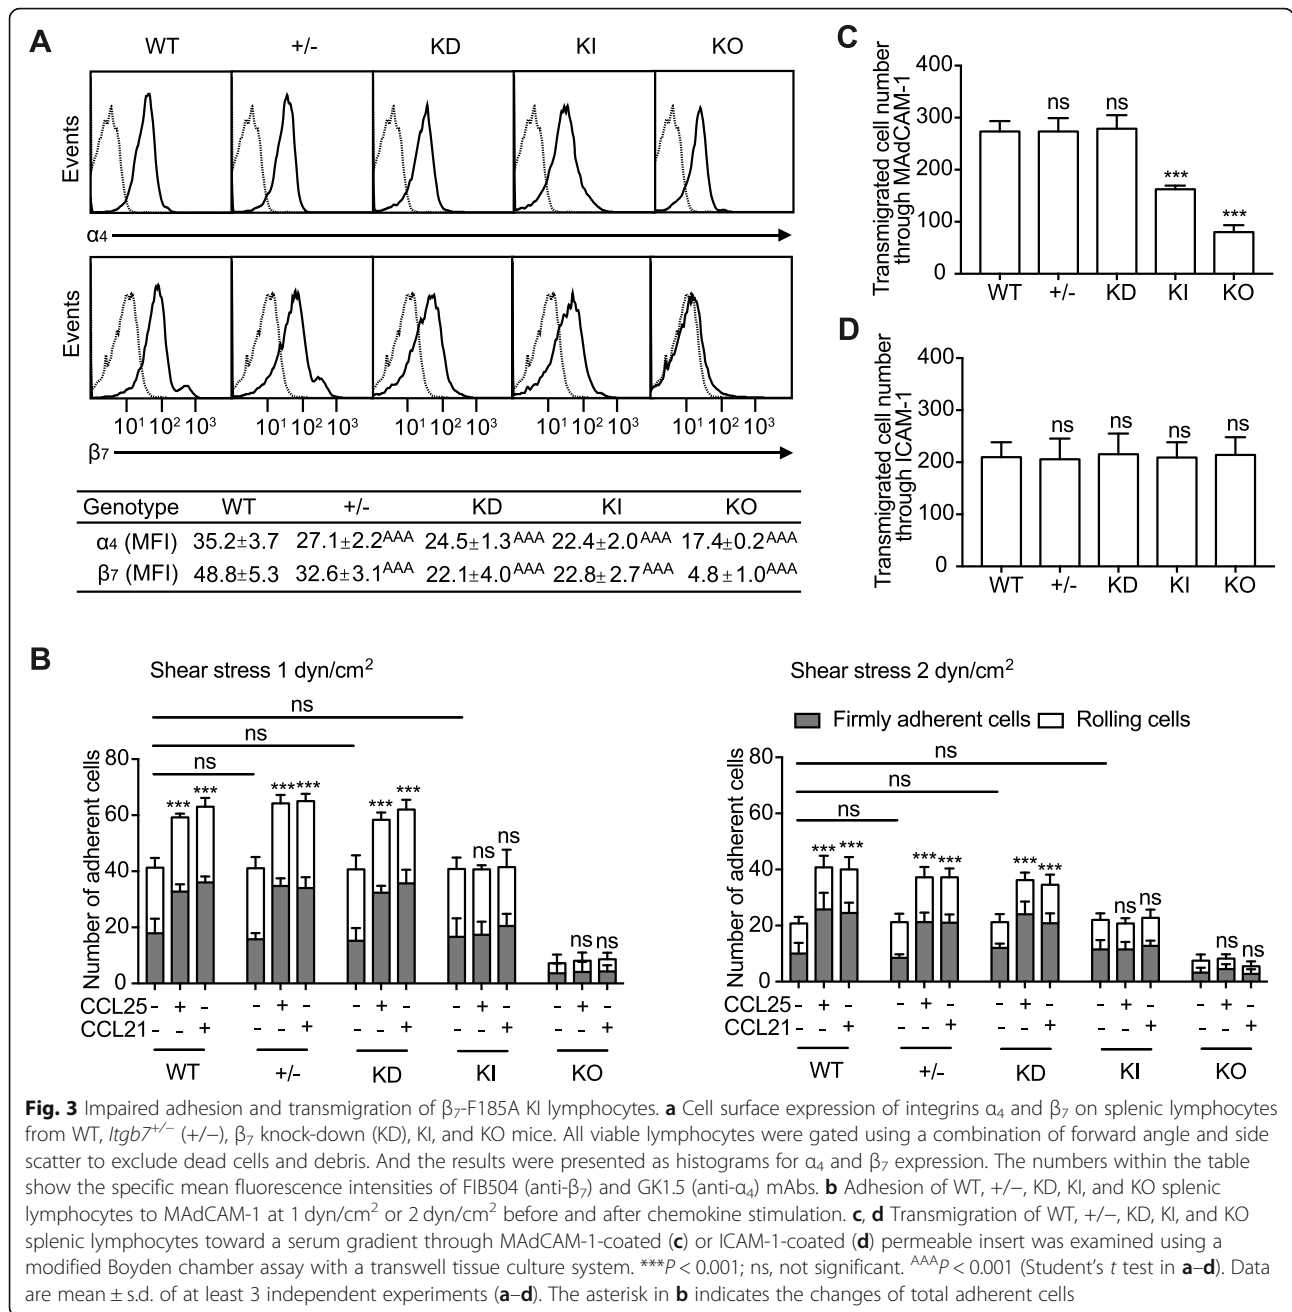 A
WT +/- KD KI KO
Events
α4
Events
10¹ 10² 10³ 10¹ 10² 10³ 10¹ 10² 10³ 10¹ 10² 10³ 10¹ 10² 10³
β7
Genotype WT +/- KD KI KO
α4 (MFI) 35.2±3.7 27.1±2.2AAA 24.5±1.3AAA 22.4±2.0AAA 17.4±0.2AAA
β7 (MFI) 48.8±5.3 32.6±3.1AAA 22.1±4.0AAA 22.8±2.7AAA 4.8±1.0AAA
C
Transmigrated cell number
through MAdCAM-1
400
300
200
100
0
ns ns *** ***
WT +/- KD KI KO
D
Transmigrated cell number
through ICAM-1
400
300
200
100
0
ns ns ns ns
WT +/- KD KI KO
B
Shear stress 1 dyn/cm²
ns
ns
ns
Number of adherent cells
80
60
40
20
0
*** *** *** *** *** *** ns ns ns ns
CCL25 - + - - + - - + - - + - - + -
CCL21 - - + - - + - - + - - + - - +
WT +/- KD KI KO
Shear stress 2 dyn/cm²
Firmly adherent cells Rolling cells
ns
ns
ns
Number of adherent cells
80
60
40
20
0
*** *** *** *** *** *** ns ns ns ns
CCL25 - + - - + - - + - - + - - + -
CCL21 - - + - - + - - + - - + - - +
WT +/- KD KI KO
Fig. 3 Impaired adhesion and transmigration of β7-F185A KI lymphocytes. a Cell surface expression of integrins α4 and β7 on splenic lymphocytes
from WT, Itgb7+/− (+/−), β7 knock-down (KD), KI, and KO mice. All viable lymphocytes were gated using a combination of forward angle and side
scatter to exclude dead cells and debris. And the results were presented as histograms for α4 and β7 expression. The numbers within the table
show the specific mean fluorescence intensities of FIB504 (anti-β7) and GK1.5 (anti-α4) mAbs. b Adhesion of WT, +/−, KD, KI, and KO splenic
lymphocytes to MAdCAM-1 at 1 dyn/cm² or 2 dyn/cm² before and after chemokine stimulation. c, d Transmigration of WT, +/−, KD, KI, and KO
splenic lymphocytes toward a serum gradient through MAdCAM-1-coated (c) or ICAM-1-coated (d) permeable insert was examined using a
modified Boyden chamber assay with a transwell tissue culture system. ***P < 0.001; ns, not significant. AAAP < 0.001 (Student's t test in a–d). Data
are mean ± s.d. of at least 3 independent experiments (a–d). The asterisk in b indicates the changes of total adherent cells